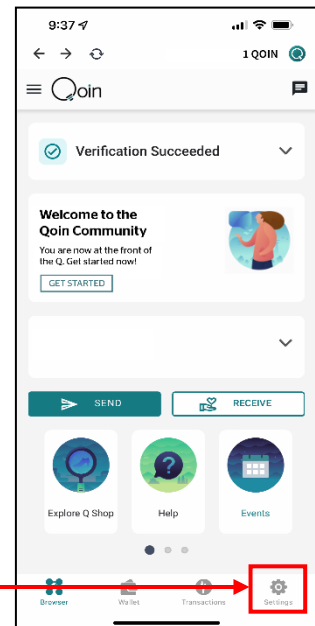 9:37
1 QOIN
Qoin
Verification Succeeded
Welcome to the
Qoin Community
You are now at the front of
the Q. Get started now!
GET STARTED
SEND
RECEIVE
Explore Q Shop
Help
Events
Browser
Wallet
Transactions
Settings